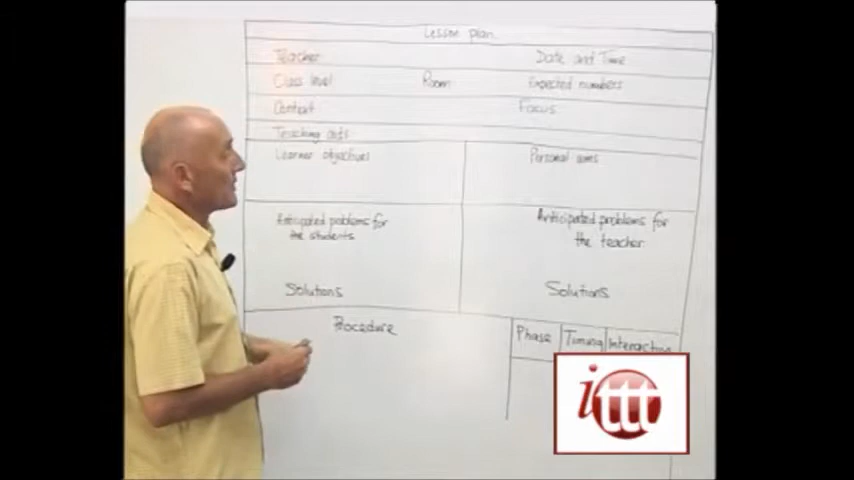 Lesson plan
Teacher Date and Time
Class level Room Expected numbers
Context Focus
Teaching aids
Learner objectives Personal aims
Anticipated problems for
the students
Anticipated problems for
the teacher
Solutions Solutions
Procedure Phase Timing Interaction
ittt